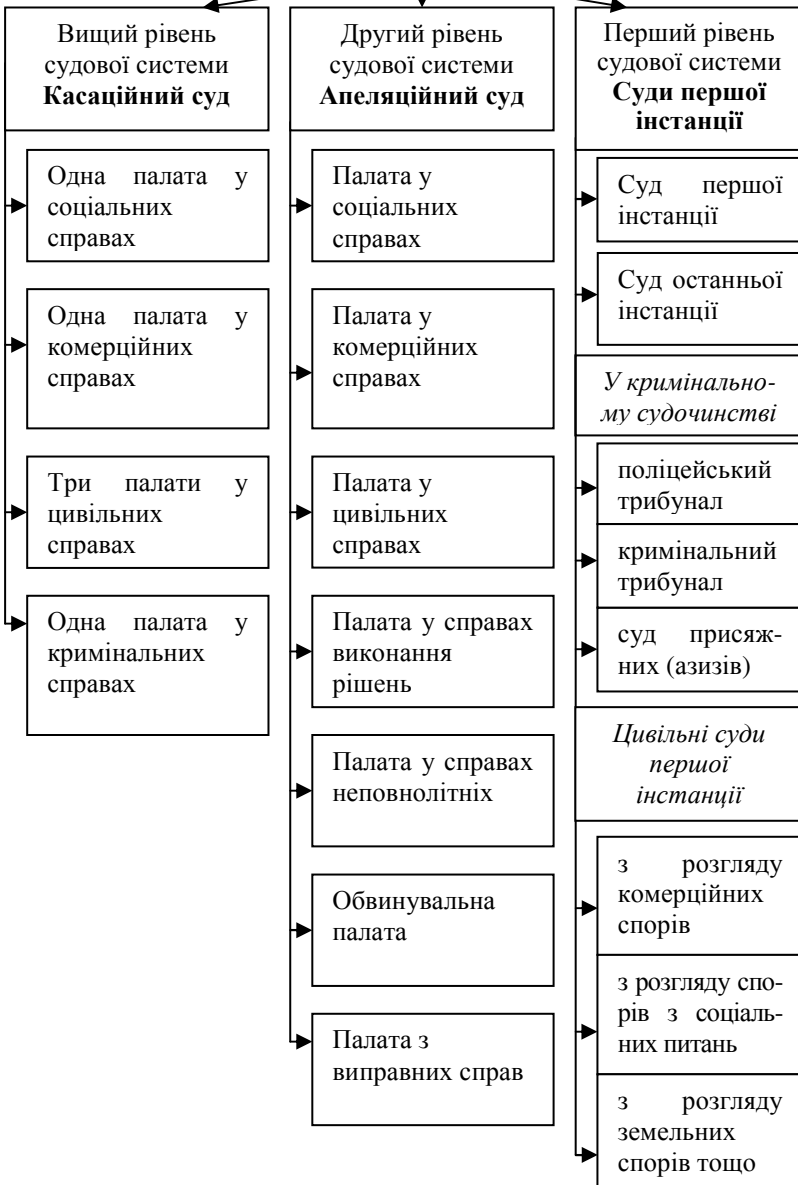 Вищий рівень
судової системи
Касаційний суд
Одна палата у
соціальних
справах
Одна палата у
комерційних
справах
Три палати у
цивільних
справах
Одна палата у
кримінальних
справах
Другий рівень
судової системи
Апеляційний суд
Палата у
соціальних
справах
Палата у
комерційних
справах
Палата у
цивільних
справах
Палата у справах
виконання
рішень
Палата у справах
неповнолітніх
Обвинувальна
палата
Палата з
виправних справ
Перший рівень
судової системи
Суди першої
інстанції
Суд першої
інстанції
Суд останньої
інстанції
У кримінально-
му судочинстві
поліцейський
трибунал
кримінальний
трибунал
суд присяж-
них (азизів)
Цивільні суди
першої
інстанції
з розгляду
комерційних
спорів
з розгляду спо-
рів з соціаль-
них питань
з розгляду
земельних
спорів тощо